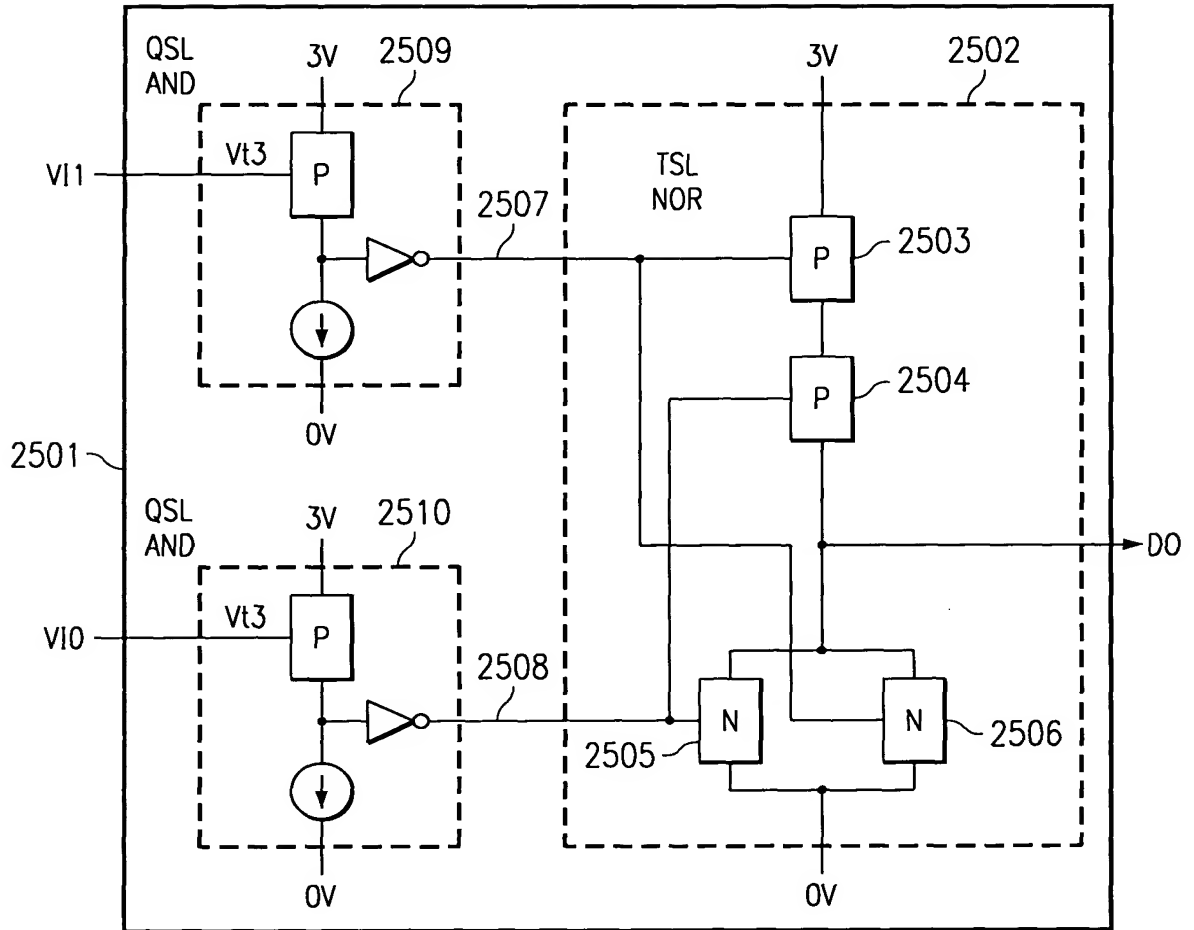 QSL
AND
2509
3V
Vt3
VI1
P
2507
0V
2501
TSL
NOR
2502
3V
P
2503
P
2504
DO
QSL
AND
2510
3V
Vt3
VI0
P
2508
0V
N
2505
N
2506
0V